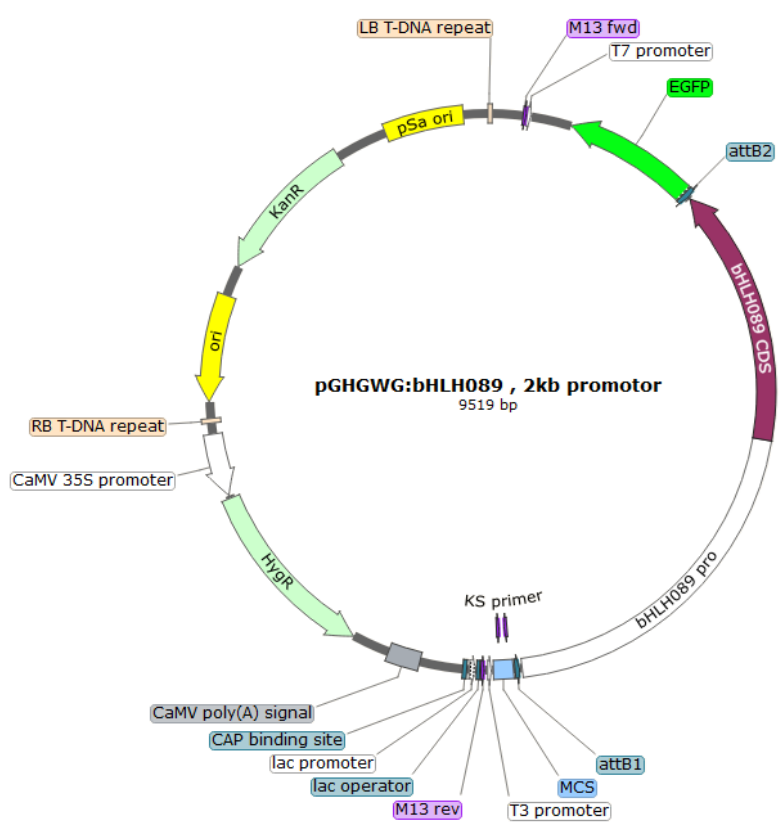 LB T-DNA repeat
M13 fwd
T7 promoter
EGFP
pSa ori
attB2
KanR
bHLH089 CDS
ori
pGHGWG:bHLH089 , 2kb promotor
9519 bp
RB T-DNA repeat
CaMV 35S promoter
HygR
bHLH089 pro
KS primer
CaMV poly(A) signal
CAP binding site
attB1
lac promoter
lac operator
MCS
M13 rev
T3 promoter